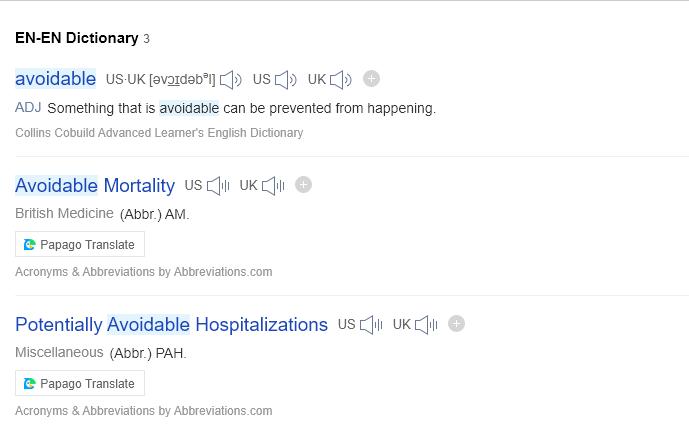 EN-EN Dictionary 3
avoidable US·UK [əvɔɪdəbᵊl] US UK
ADJ Something that is avoidable can be prevented from happening.
Collins Cobuild Advanced Learner's English Dictionary
Avoidable Mortality US UK
British Medicine (Abbr.) AM.
Papago Translate
Acronyms & Abbreviations by Abbreviations.com
Potentially Avoidable Hospitalizations US UK
Miscellaneous (Abbr.) PAH.
Papago Translate
Acronyms & Abbreviations by Abbreviations.com